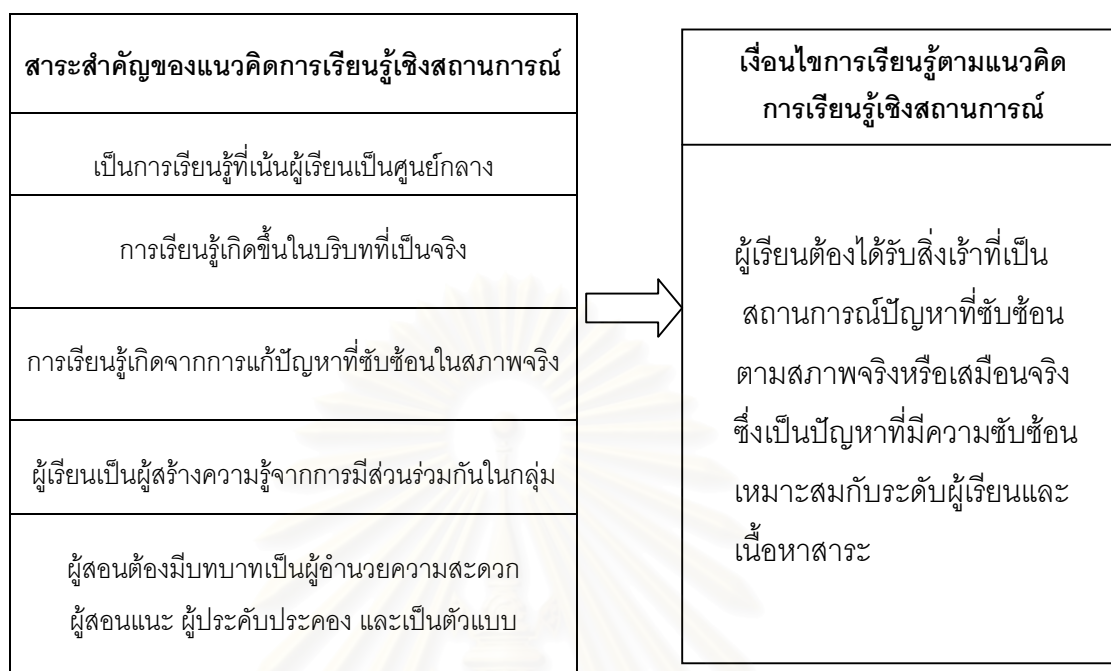 สาระสำคัญของแนวคิดการเรียนรู้เชิงสถานการณ์
เป็นการเรียนรู้ที่เน้นผู้เรียนเป็นศูนย์กลาง
การเรียนรู้เกิดขึ้นในบริบทที่เป็นจริง
การเรียนรู้เกิดจากการแก้ปัญหาที่ซับซ้อนในสภาพจริง
ผู้เรียนเป็นผู้สร้างความรู้จากการมีส่วนร่วมกันในกลุ่ม
ผู้สอนต้องมีบทบาทเป็นผู้อำนวยความสะดวก
ผู้สอนแนะ ผู้ประคับประคอง และเป็นตัวแบบ
เงื่อนไขการเรียนรู้ตามแนวคิด
การเรียนรู้เชิงสถานการณ์
ผู้เรียนต้องได้รับสิ่งเร้าที่เป็น
สถานการณ์ปัญหาที่ซับซ้อน
ตามสภาพจริงหรือเสมือนจริง
ซึ่งเป็นปัญหาที่มีความซับซ้อน
เหมาะสมกับระดับผู้เรียนและ
เนื้อหาสาระ